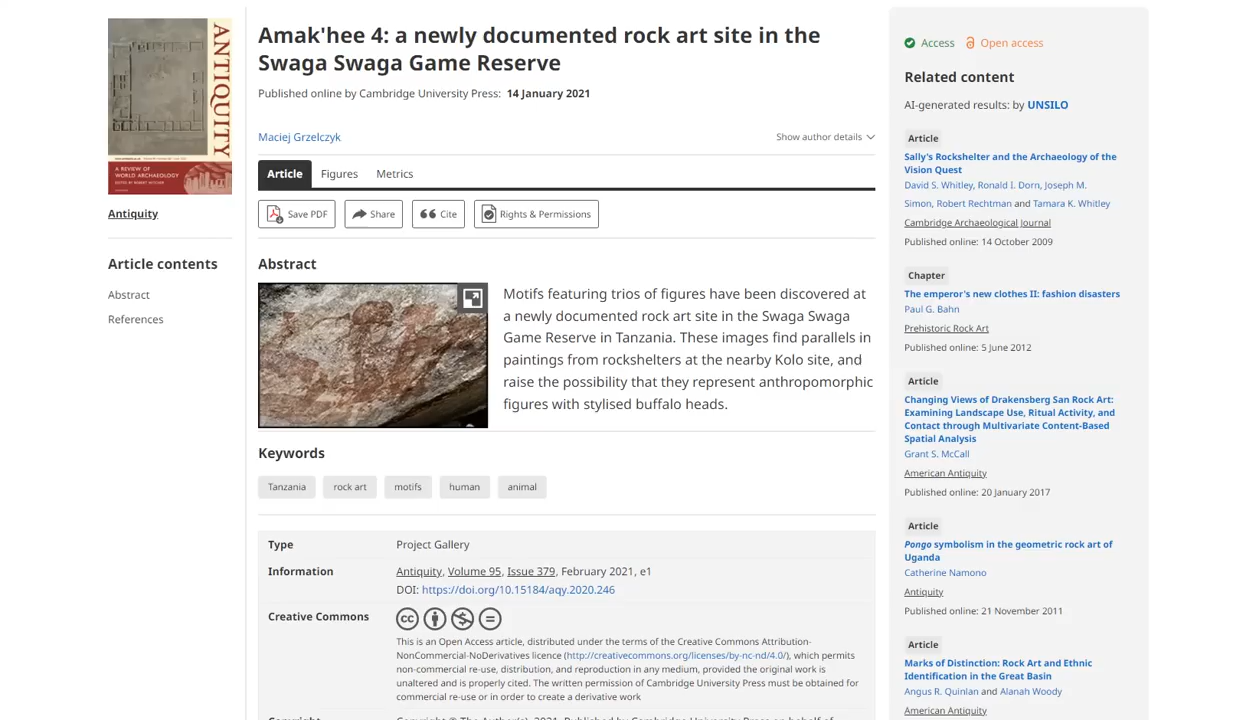 ANTIQUITY
A REVIEW OF
WORLD ARCHAEOLOGY
Antiquity
Article contents
Abstract
References
Amak'hee 4: a newly documented rock art site in the
Swaga Swaga Game Reserve
Published online by Cambridge University Press: 14 January 2021
Maciej Grzelczyk
Show author details
Article Figures Metrics
Save PDF Share Cite Rights & Permissions
Abstract
Motifs featuring trios of figures have been discovered at
a newly documented rock art site in the Swaga Swaga
Game Reserve in Tanzania. These images find parallels in
paintings from rockshelters at the nearby Kolo site, and
raise the possibility that they represent anthropomorphic
figures with stylised buffalo heads.
Keywords
Tanzania rock art motifs human animal
Type Project Gallery
Information Antiquity, Volume 95, Issue 379, February 2021, e1
DOI: https://doi.org/10.15184/aqy.2020.246
Creative Commons
This is an Open Access article, distributed under the terms of the Creative Commons Attribution-
NonCommercial-NoDerivatives licence (http://creativecommons.org/licenses/by-nc-nd/4.0/), which permits
non-commercial re-use, distribution, and reproduction in any medium, provided the original work is
unaltered and is properly cited. The written permission of Cambridge University Press must be obtained for
commercial re-use or in order to create a derivative work
Copyright Copyright © The Author(s), 2021. Published by Cambridge University Press on behalf of
Access Open access
Related content
AI-generated results: by UNSILO
Article
Sally's Rockshelter and the Archaeology of the
Vision Quest
David S. Whitley, Ronald I. Dorn, Joseph M.
Simon, Robert Rechtman and Tamara K. Whitley
Cambridge Archaeological Journal
Published online: 14 October 2009
Chapter
The emperor's new clothes II: fashion disasters
Paul G. Bahn
Prehistoric Rock Art
Published online: 5 June 2012
Article
Changing Views of Drakensberg San Rock Art:
Examining Landscape Use, Ritual Activity, and
Contact through Multivariate Content-Based
Spatial Analysis
Grant S. McCall
American Antiquity
Published online: 20 January 2017
Article
Pongo symbolism in the geometric rock art of
Uganda
Catherine Namono
Antiquity
Published online: 21 November 2011
Article
Marks of Distinction: Rock Art and Ethnic
Identification in the Great Basin
Angus R. Quinlan and Alanah Woody
American Antiquity